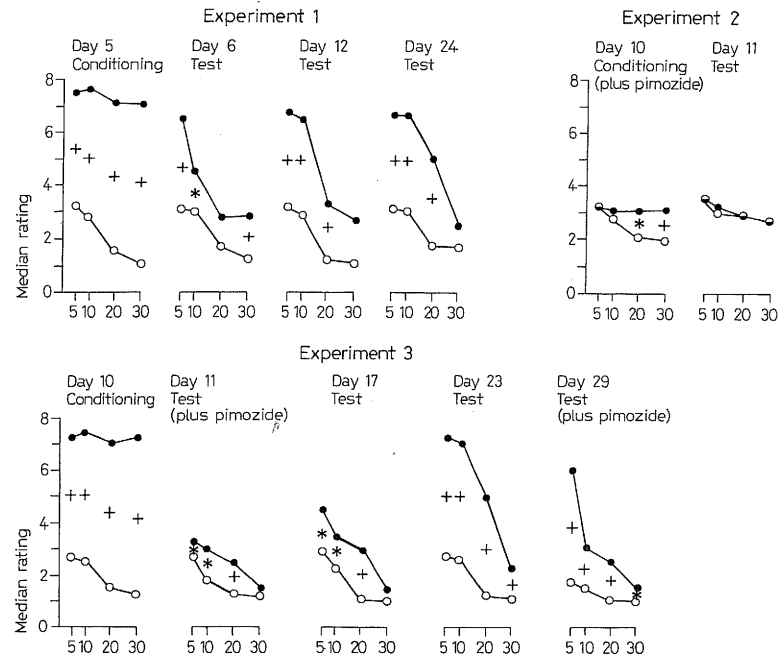 Experiment 1
Experiment 2
Day 5
Conditioning
Day 6
Test
Day 12
Test
Day 24
Test
Day 10
Conditioning
(plus pimozide)
Day 11
Test
Median rating
8
6
4
2
0
8
6
4
2
0
5 10 20 30
5 10 20 30
5 10 20 30
5 10 20 30
5 10 20 30
5 10 20 30
Experiment 3
Day 10
Conditioning
Day 11
Test
(plus pimozide)
Day 17
Test
Day 23
Test
Day 29
Test
(plus pimozide)
Median rating
8
6
4
2
0
5 10 20 30
5 10 20 30
5 10 20 30
5 10 20 30
5 10 20 30